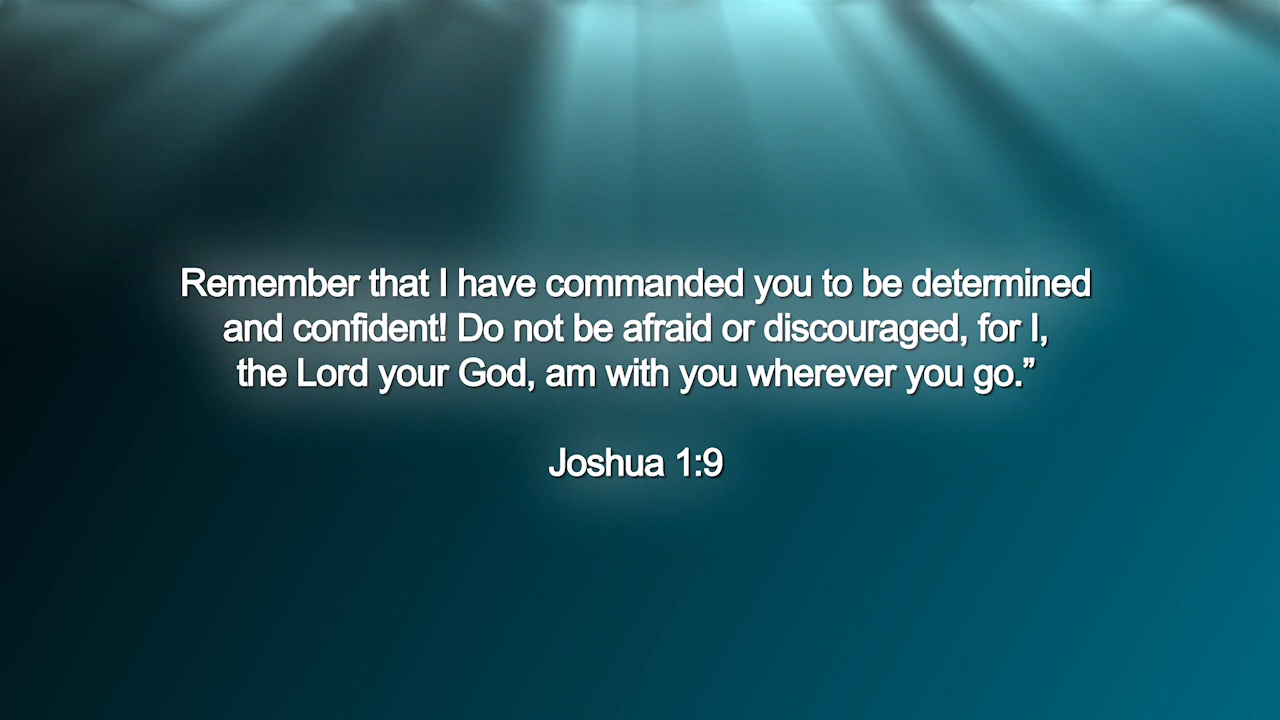 Remember that I have commanded you to be determined
and confident! Do not be afraid or discouraged, for I,
the Lord your God, am with you wherever you go.”
Joshua 1:9